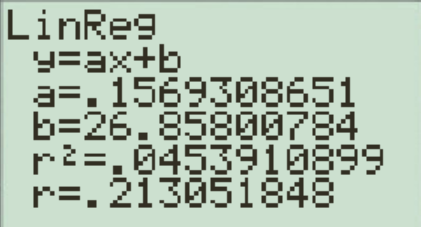 LinReg
y=ax+b
a=.1569308651
b=26.85800784
r²=.0453910899
r=.213051848